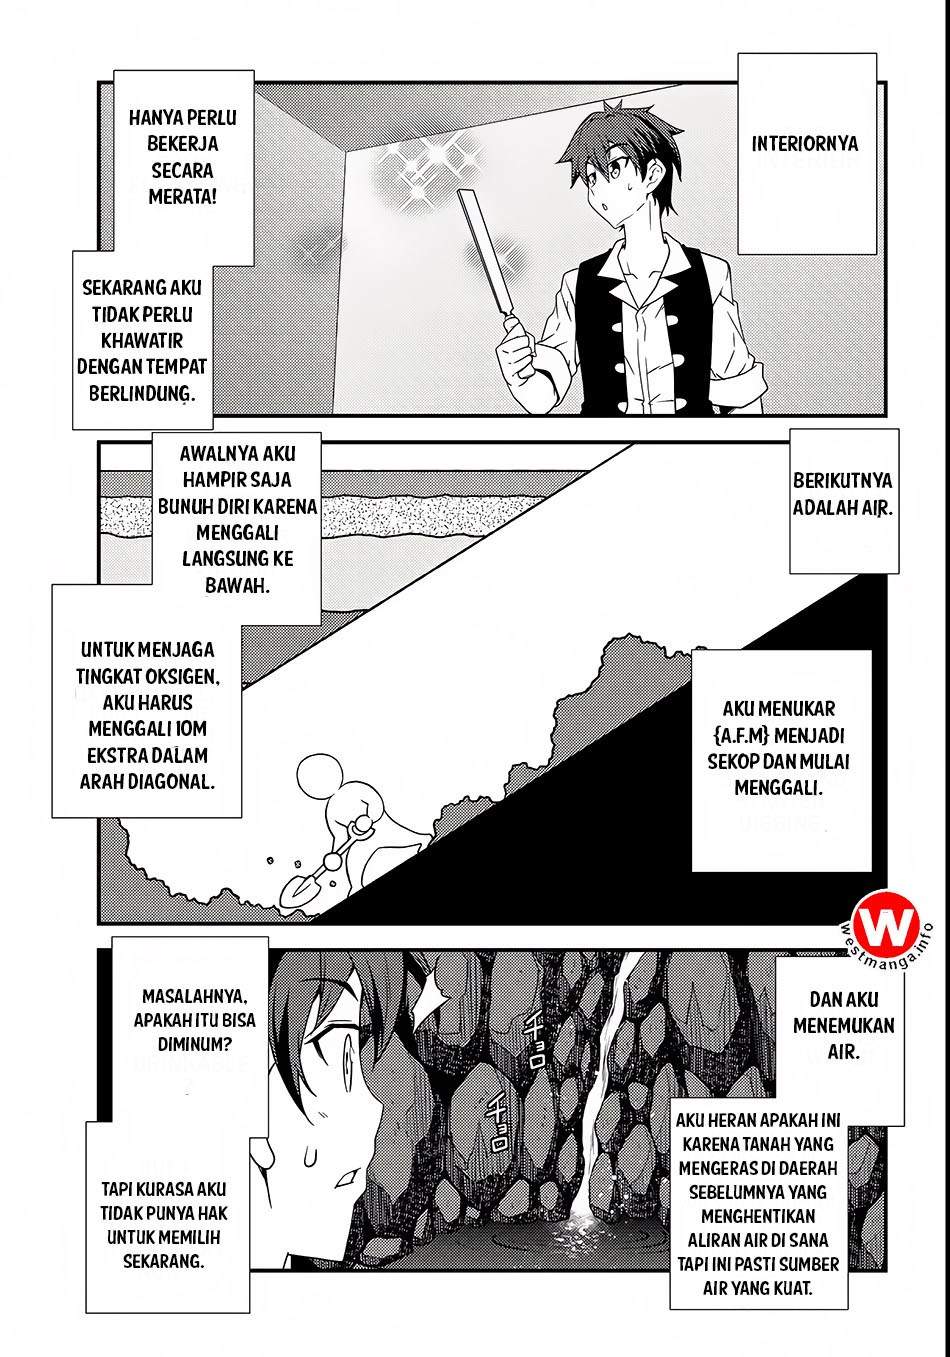 INTERIORNYA
HANYA PERLU
BEKERJA
SECARA
MERATA!
SEKARANG AKU
TIDAK PERLU
KHAWATIR
DENGAN TEMPAT
BERLINDUNG.
BERIKUTNYA
ADALAH AIR.
AWALNYA AKU
HAMPIR SAJA
BUNUH DIRI KARENA
MENGGALI
LANGSUNG KE
BAWAH.
UNTUK MENJAGA
TINGKAT OKSIGEN,
AKU HARUS
MENGGALI 10M
EKSTRA DALAM
ARAH DIAGONAL.
AKU MENUKAR
{A.F.M} MENJADI
SEKOP DAN MULAI
MENGGALI.
W
westmanga.info
DAN AKU
MENEMUKAN
AIR.
AKU HERAN APAKAH INI
KARENA TANAH YANG
MENGERAS DI DAERAH
SEBELUMNYA YANG
MENGHENTIKAN
ALIRAN AIR DI SANA
TAPI INI PASTI SUMBER
AIR YANG KUAT.
チョロ
チョロ
MASALAHNYA,
APAKAH ITU BISA
DIMINUM?
TAPI KURASA AKU
TIDAK PUNYA HAK
UNTUK MEMILIH
SEKARANG.